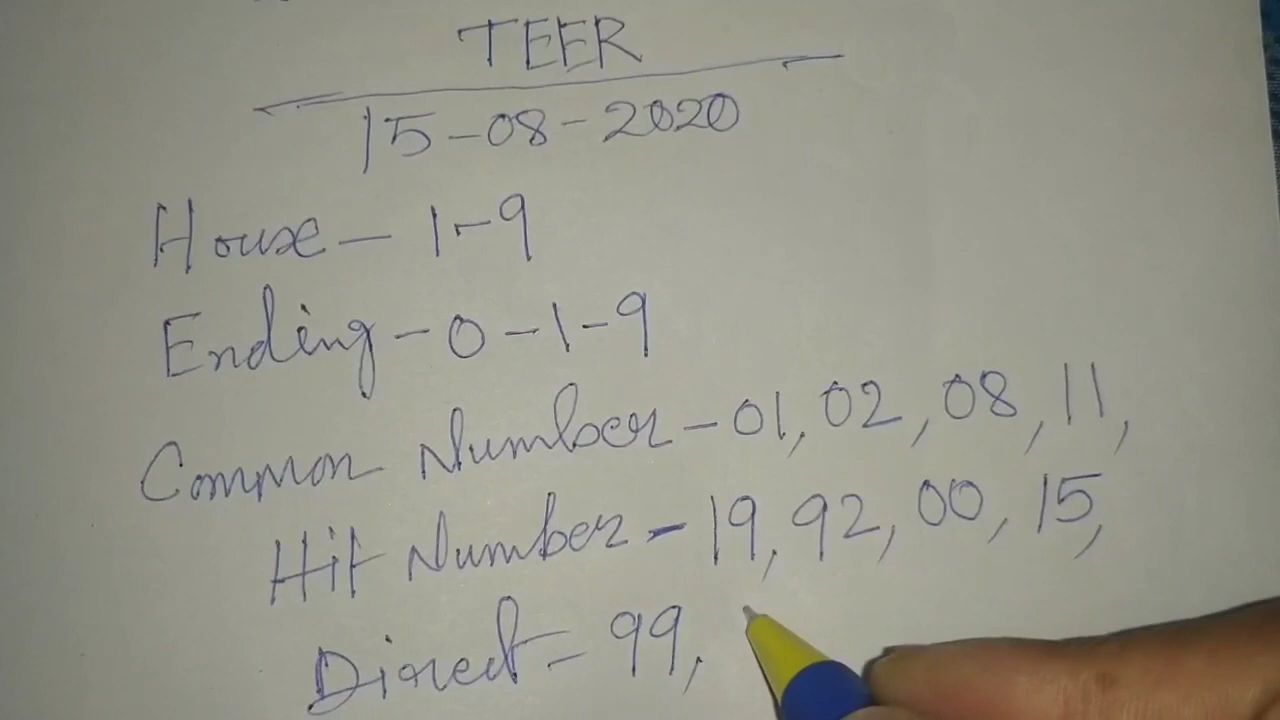 TEER
15-08-2020
House - 1-9
Ending - 0-1-9
Common Number - 01, 02, 08, 11,
Hit Number - 19, 92, 00, 15,
Direct - 99,